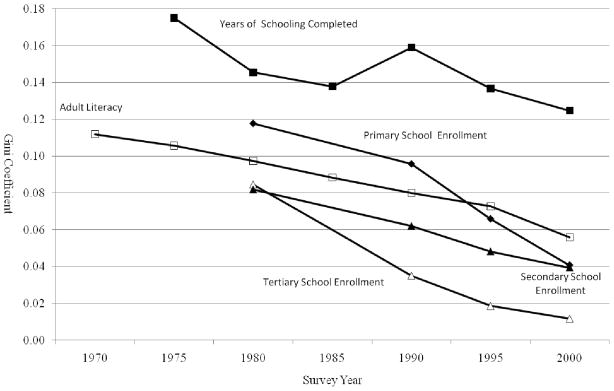 0.18
Years of Schooling Completed
0.16
0.14
0.12
Adult Literacy
Primary School Enrollment
0.10
Gini Coefficient
0.08
0.06
0.04
Tertiary School Enrollment
Secondary School
Enrollment
0.02
0.00
1970 1975 1980 1985 1990 1995 2000
Survey Year